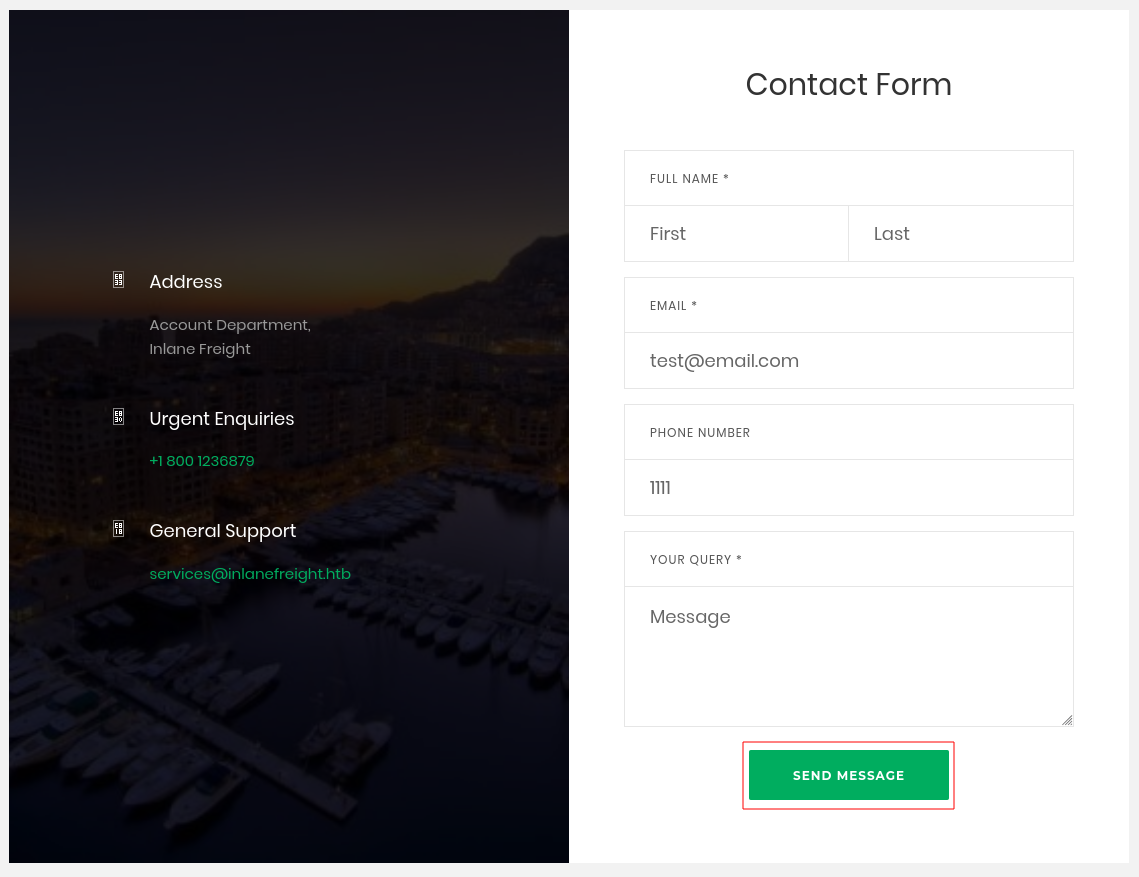 Address
Account Department,
Inlane Freight
Urgent Enquiries
+1 800 1236879
General Support
services@inlanefreight.htb
Contact Form
FULL NAME *
First Last
EMAIL *
test@email.com
PHONE NUMBER
1111
YOUR QUERY *
Message
SEND MESSAGE